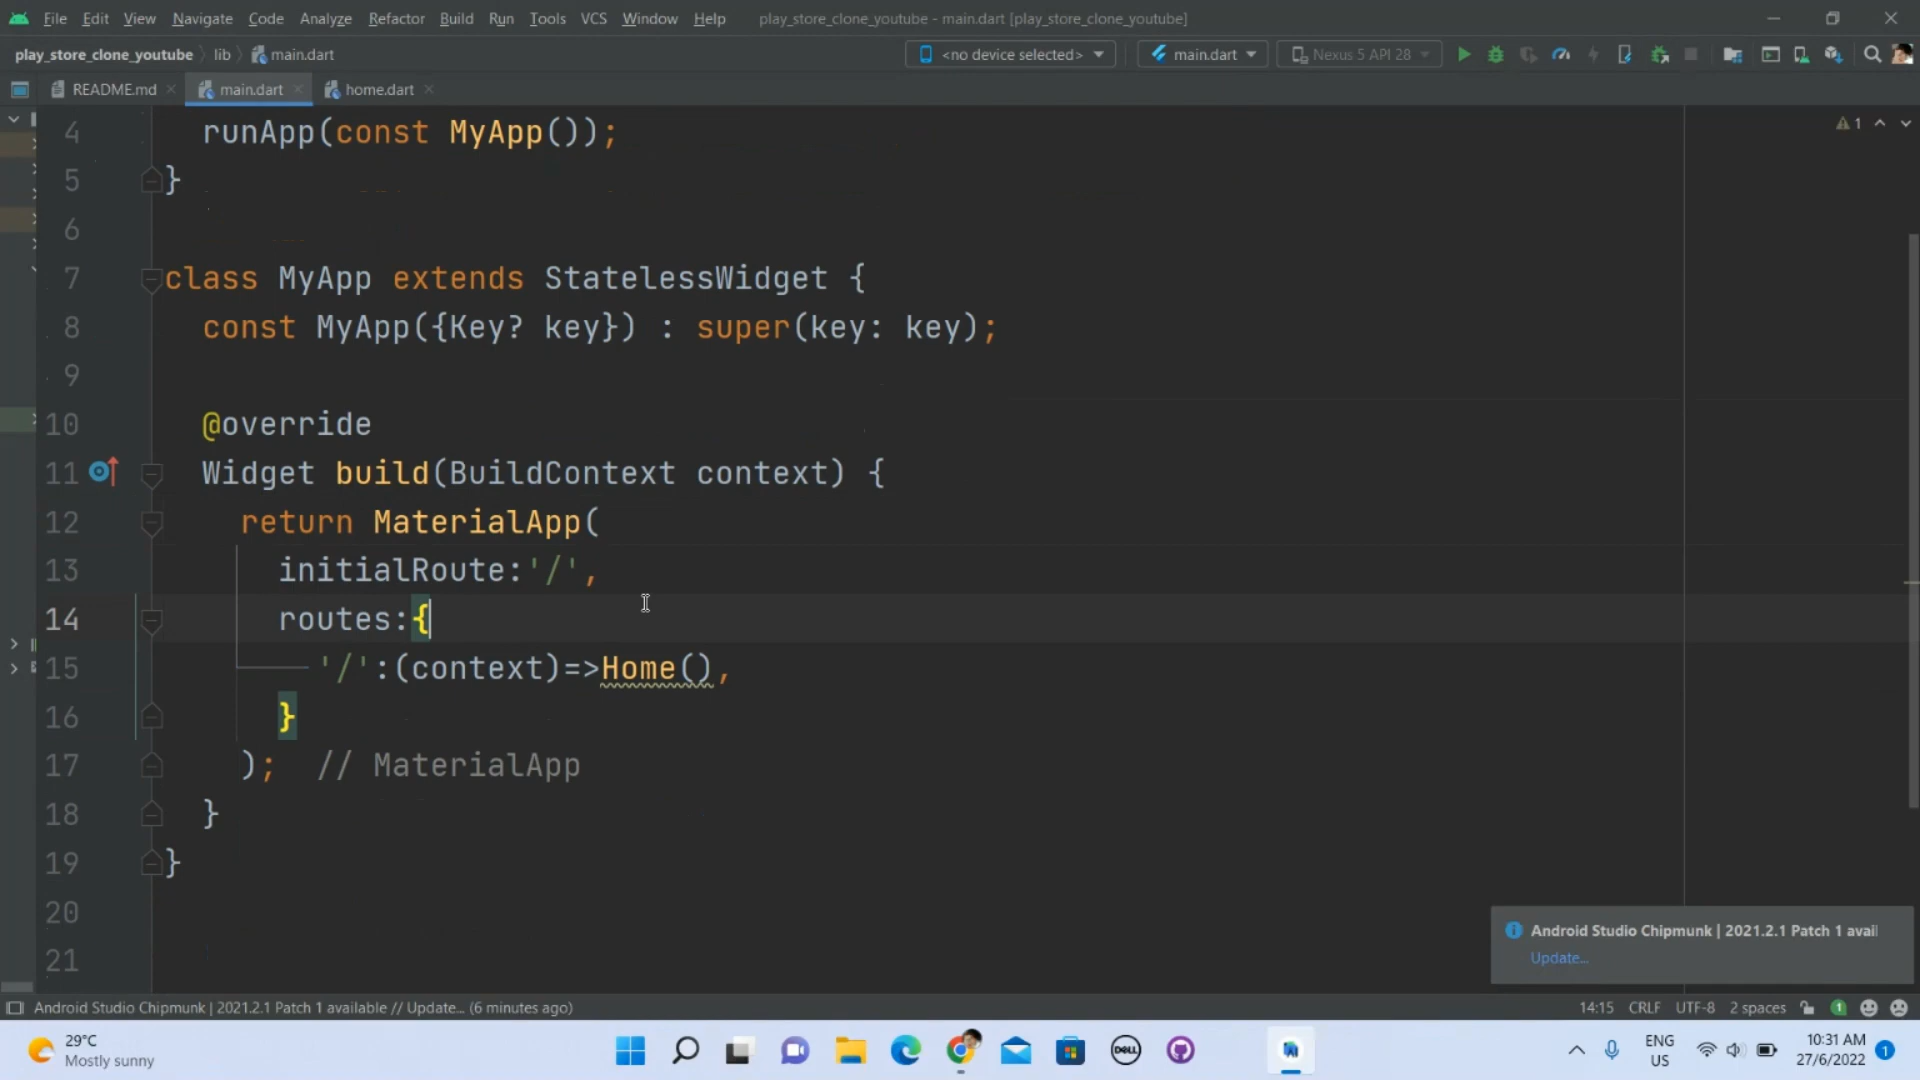 File Edit View Navigate Code Analyze Refactor Build Run Tools VCS Window Help play_store_clone_youtube - main.dart [play_store_clone_youtube]
play_store_clone_youtube lib main.dart <no device selected> main.dart Nexus 5 API 28
README.md main.dart home.dart
1
4 runApp(const MyApp());
5 }
6
7 class MyApp extends StatelessWidget {
8 const MyApp({Key? key}) : super(key: key);
9
10 @override
11 Widget build(BuildContext context) {
12 return MaterialApp(
13 initialRoute:'/',
14 routes:{
15 '/':(context)=>Home(),
16 }
17 ); // MaterialApp
18 }
19 }
20
21
Android Studio Chipmunk | 2021.2.1 Patch 1 avail
Update...
Android Studio Chipmunk | 2021.2.1 Patch 1 available // Update... (6 minutes ago) 14:15 CRLF UTF-8 2 spaces 1
29°C
Mostly sunny
DELL
ENG
US
10:31 AM
27/6/2022
1